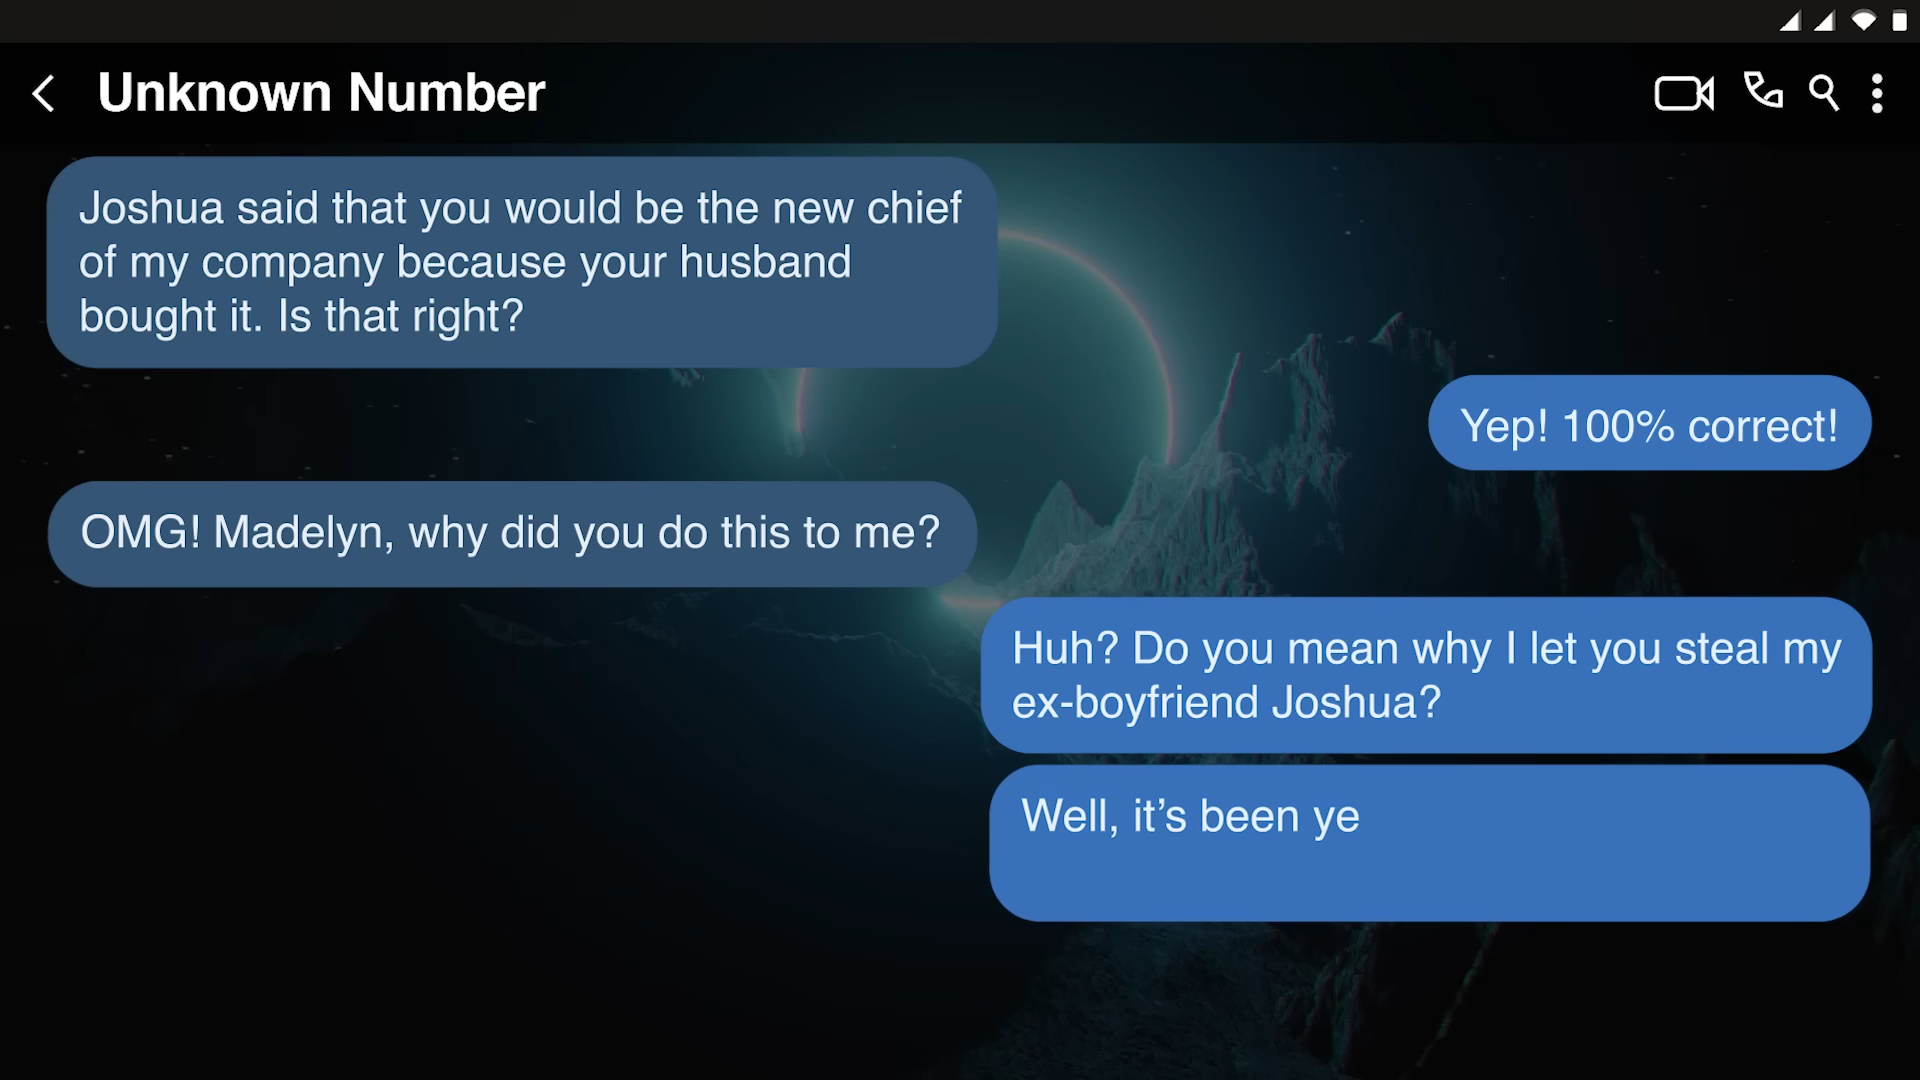 Unknown Number
Joshua said that you would be the new chief
of my company because your husband
bought it. Is that right?
Yep! 100% correct!
OMG! Madelyn, why did you do this to me?
Huh? Do you mean why I let you steal my
ex-boyfriend Joshua?
Well, it’s been ye